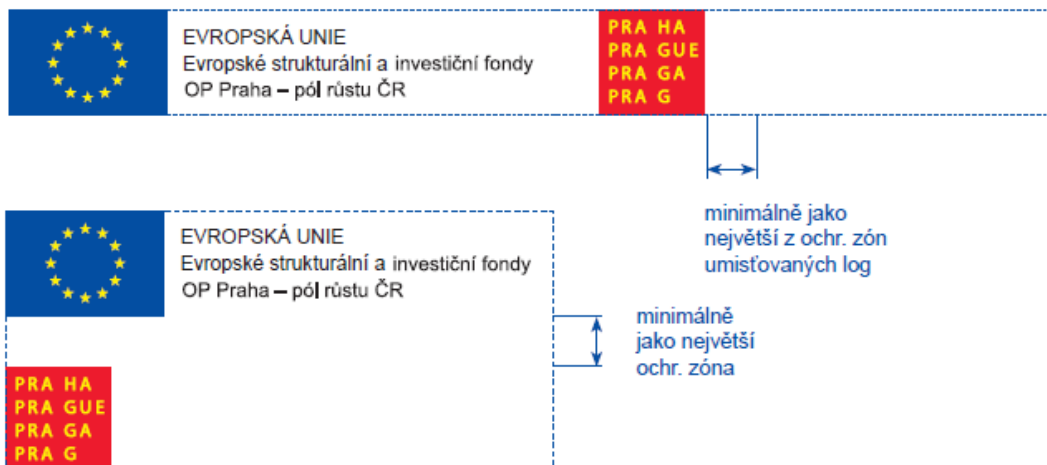 EVROPSKÁ UNIE
Evropské strukturální a investiční fondy
OP Praha – pól růstu ČR
PRA HA
PRA GUE
PRA GA
PRA G
minimálně jako
největší z ochr. zón
umisťovaných log
EVROPSKÁ UNIE
Evropské strukturální a investiční fondy
OP Praha – pól růstu ČR
minimálně
jako největší
ochr. zóna
PRA HA
PRA GUE
PRA GA
PRA G